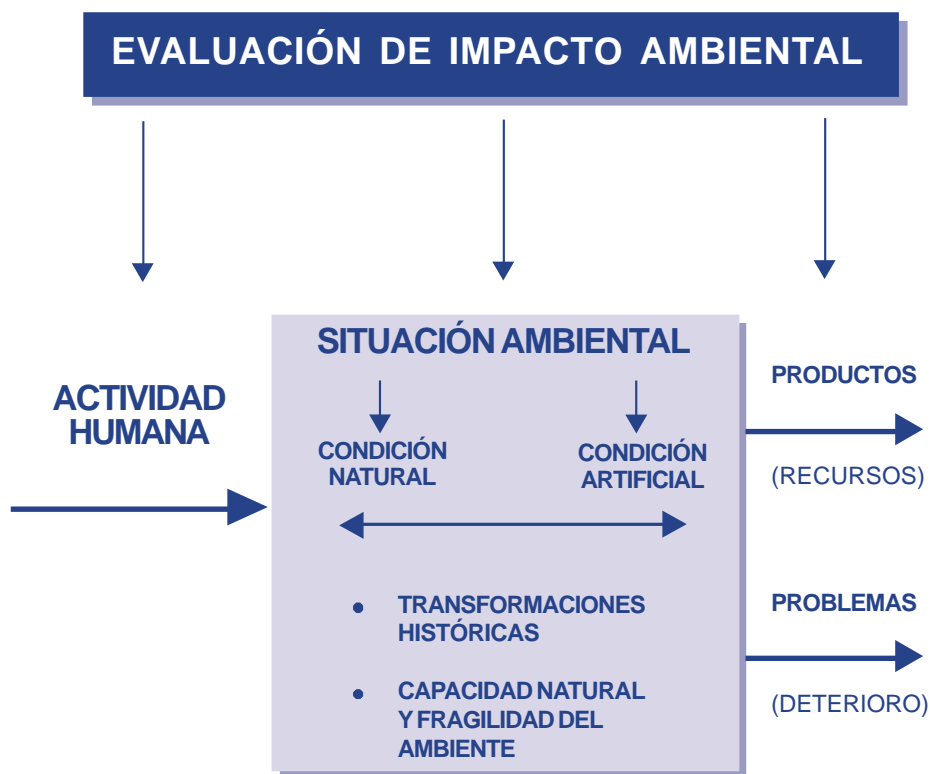 EVALUACIÓN DE IMPACTO AMBIENTAL
ACTIVIDAD
HUMANA
SITUACIÓN AMBIENTAL
CONDICIÓN
NATURAL
CONDICIÓN
ARTIFICIAL
• TRANSFORMACIONES
HISTÓRICAS
• CAPACIDAD NATURAL
Y FRAGILIDAD DEL
AMBIENTE
PRODUCTOS
(RECURSOS)
PROBLEMAS
(DETERIORO)